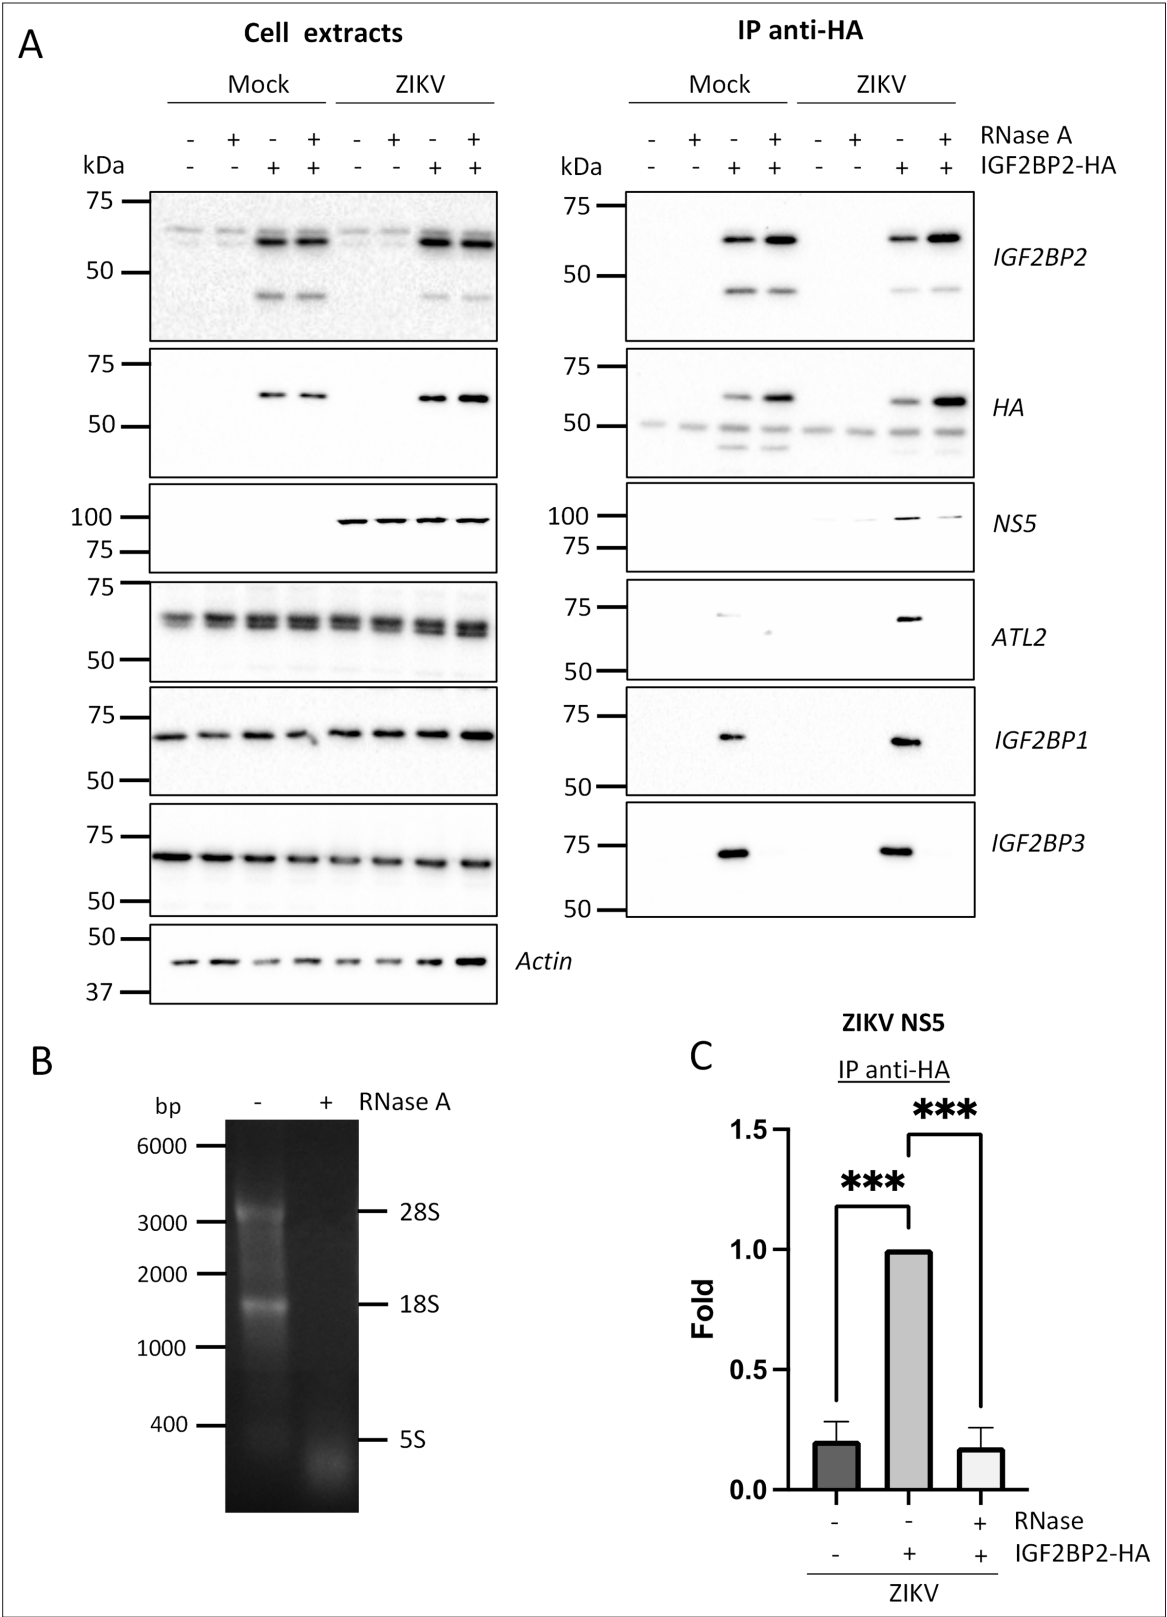 A
Cell extracts
IP anti-HA
Mock
ZIKV
Mock
ZIKV
- + - + - + - +
- + - + - + - +
RNase A
kDa
- - + + - - + +
kDa
- - + + - - + +
IGF2BP2-HA
75
50
75
50
IGF2BP2
75
50
75
50
HA
100
75
100
75
NS5
75
50
75
50
ATL2
75
50
75
50
IGF2BP1
75
50
75
50
IGF2BP3
50
37
Actin
B
bp
- +
RNase A
6000
3000
2000
1000
400
28S
18S
5S
C
ZIKV NS5
IP anti-HA
***
***
Fold
1.5
1.0
0.5
0.0
- - + RNase
- + + IGF2BP2-HA
ZIKV